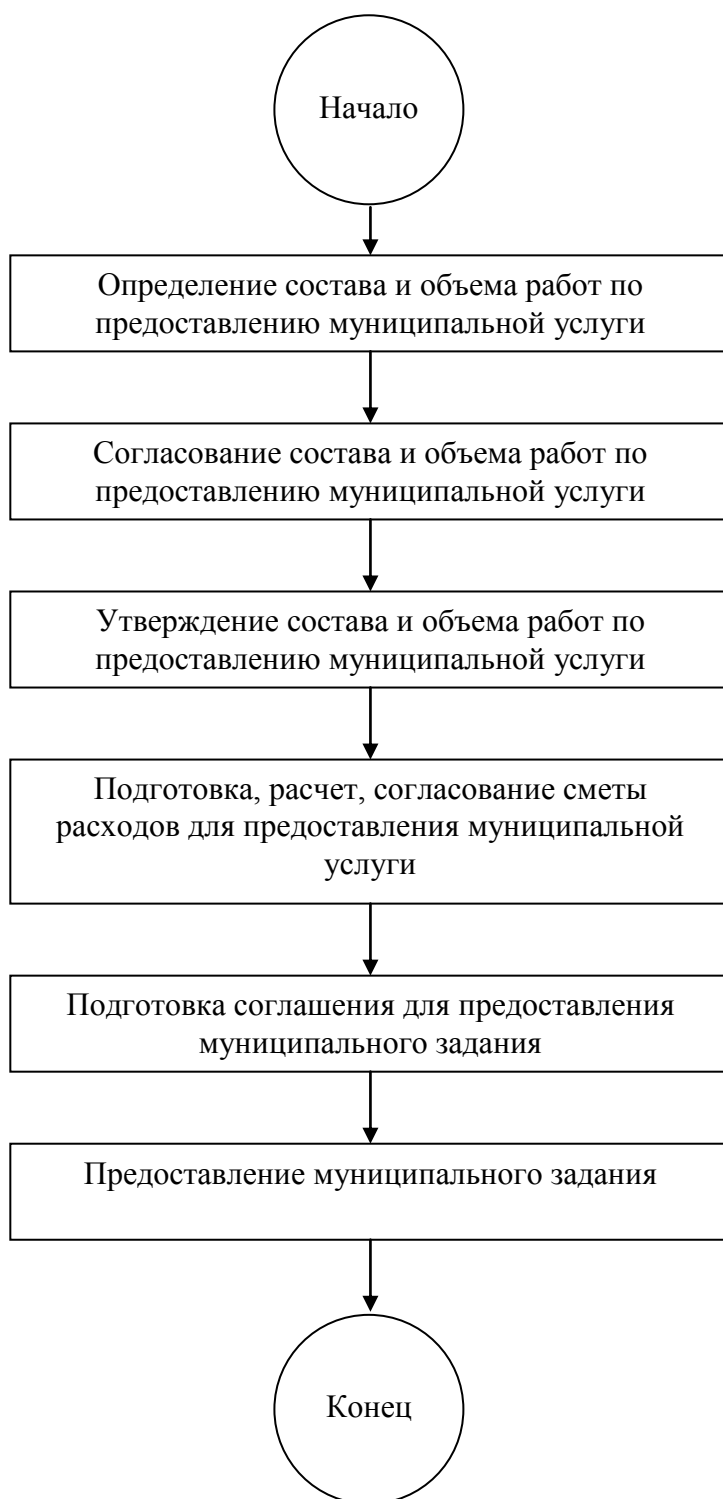 Начало
Определение состава и объема работ по
предоставлению муниципальной услуги
Согласование состава и объема работ по
предоставлению муниципальной услуги
Утверждение состава и объема работ по
предоставлению муниципальной услуги
Подготовка, расчет, согласование сметы
расходов для предоставления муниципальной
услуги
Подготовка соглашения для предоставления
муниципального задания
Предоставление муниципального задания
Конец